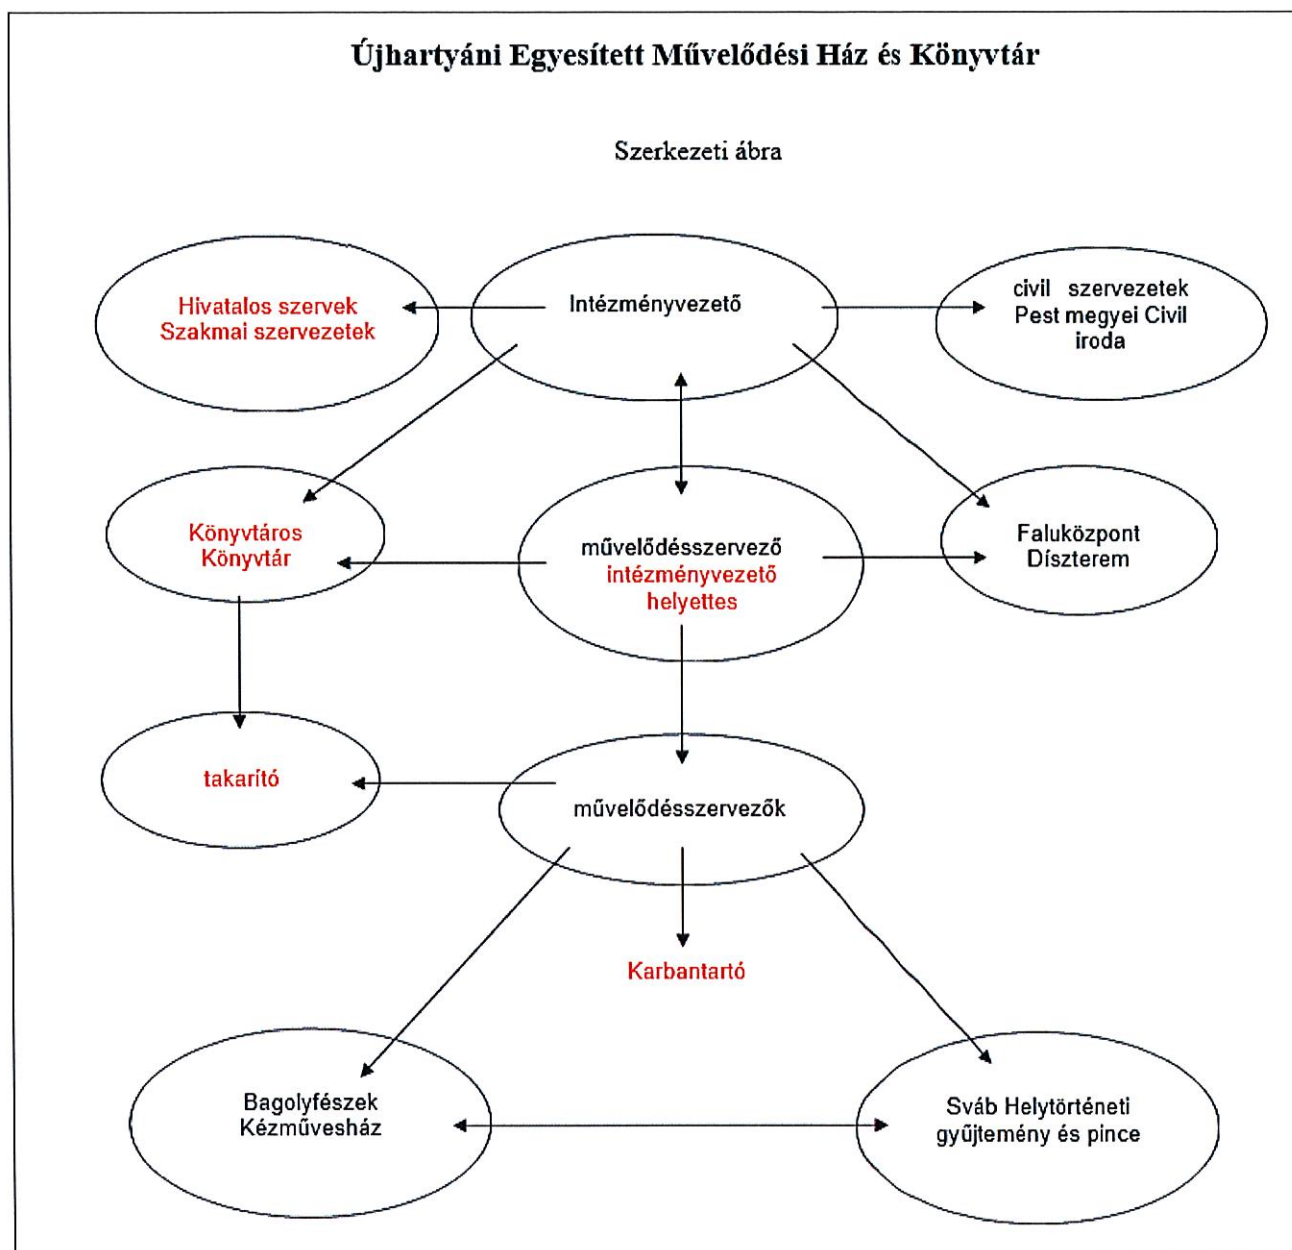 Újhartyáni Egyesített Művelődési Ház és Könyvtár
Szerkezeti ábra
Hivatalos szervek
Szakmai szervezetek
Intézményvezető
civil szervezetek
Pest megyei Civil
iroda
Könyvtáros
Könyvtár
művelődésszervező
intézményvezető
helyettes
Faluközpont
Díszterem
takarító
művelődésszervezők
Karbantartó
Bagolyfészek
Kézművesház
Sváb Helytörténeti
gyűjtemény és pince